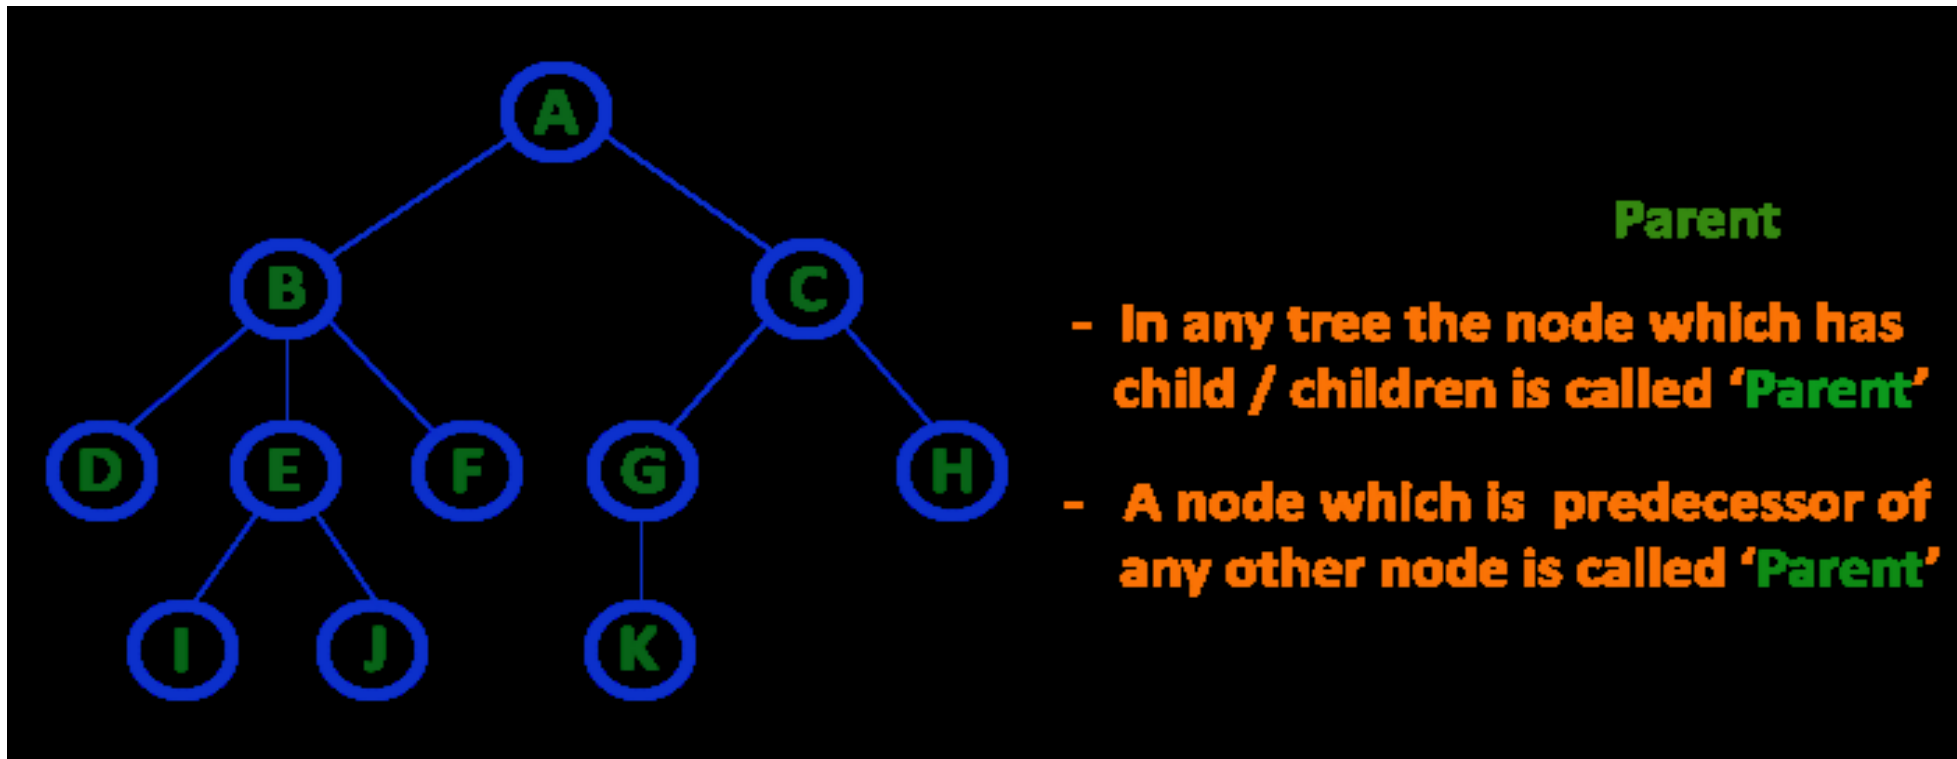 A
B
C
D
E
F
G
H
I
J
K
Parent
- In any tree the node which has
child / children is called ‘Parent’
- A node which is predecessor of
any other node is called ‘Parent’